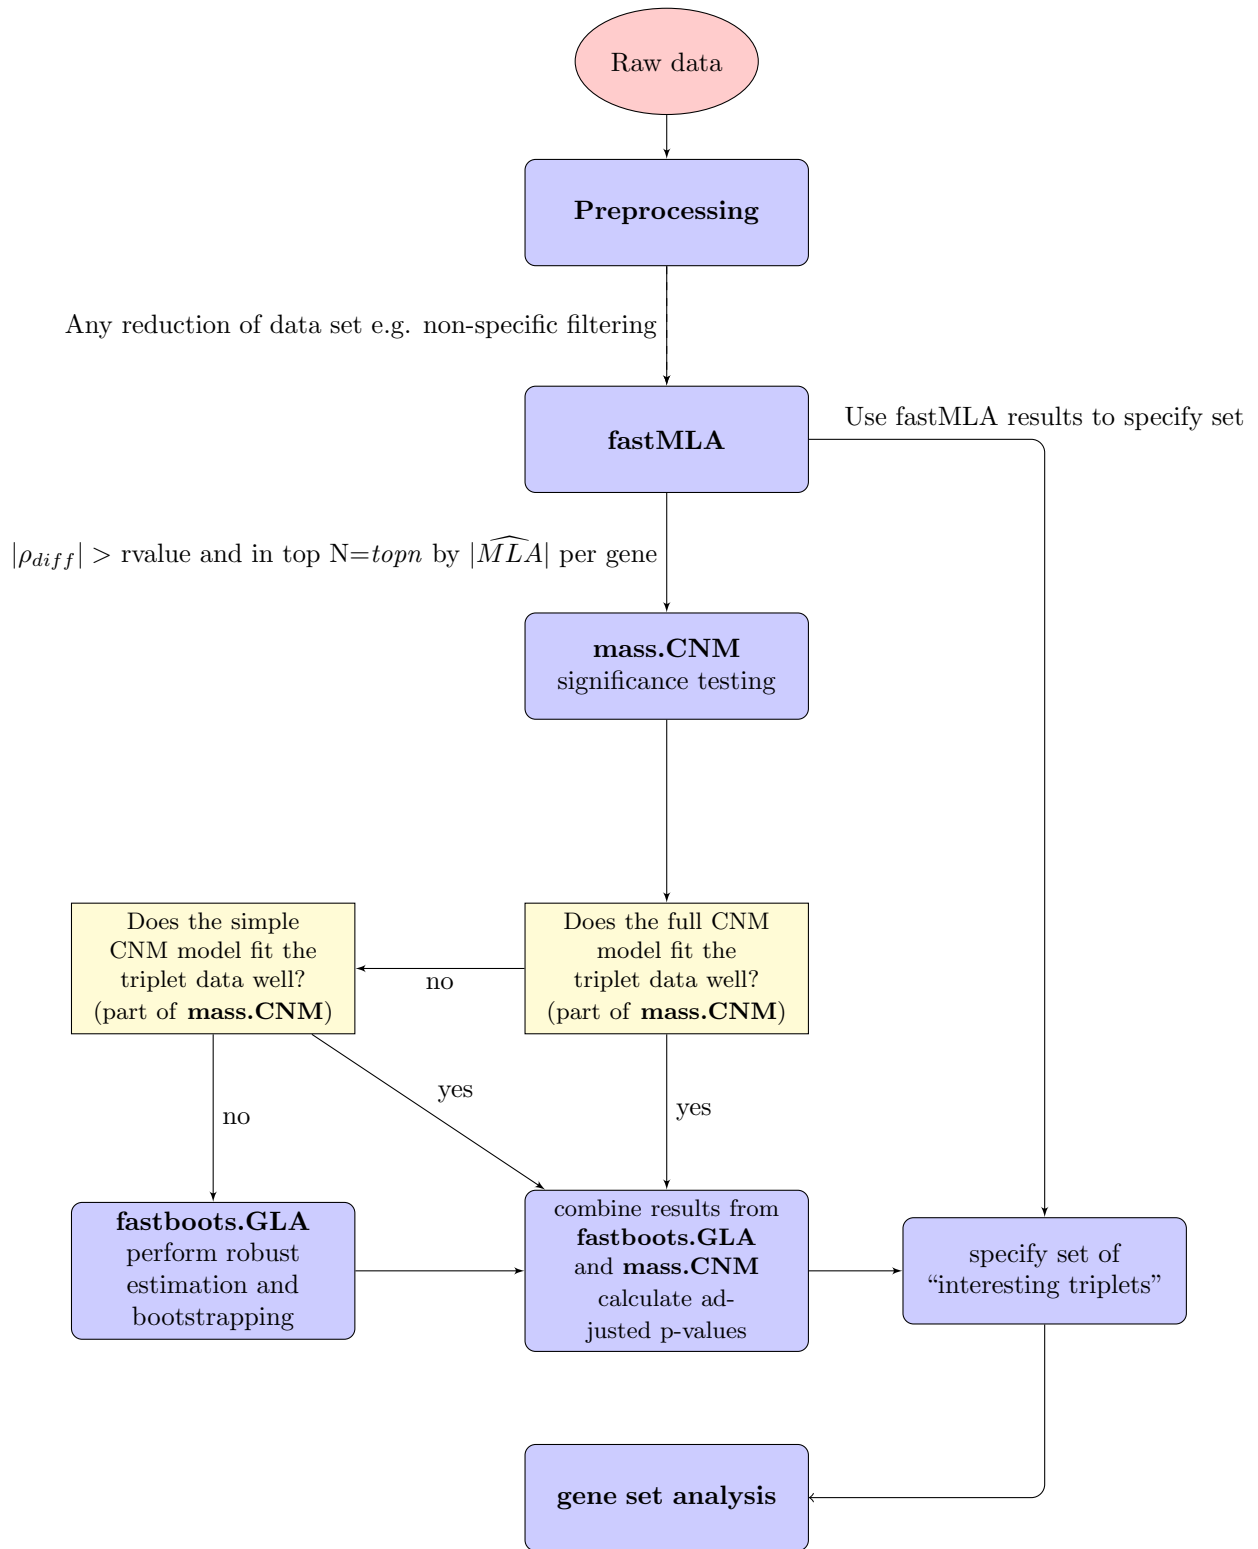 Raw data
Preprocessing
Any reduction of data set e.g. non-specific filtering
fastMLA
Use fastMLA results to specify set
|ρ_{diff}| > rvalue and in top N=topn by |\widehat{MLA}| per gene
mass.CNM
significance testing
Does the simple
CNM model fit the
triplet data well?
(part of mass.CNM)
no
Does the full CNM
model fit the
triplet data well?
(part of mass.CNM)
no
yes
yes
fastboots.GLA
perform robust
estimation and
bootstrapping
combine results from
fastboots.GLA
and mass.CNM
calculate ad-
justed p-values
specify set of
“interesting triplets”
gene set analysis